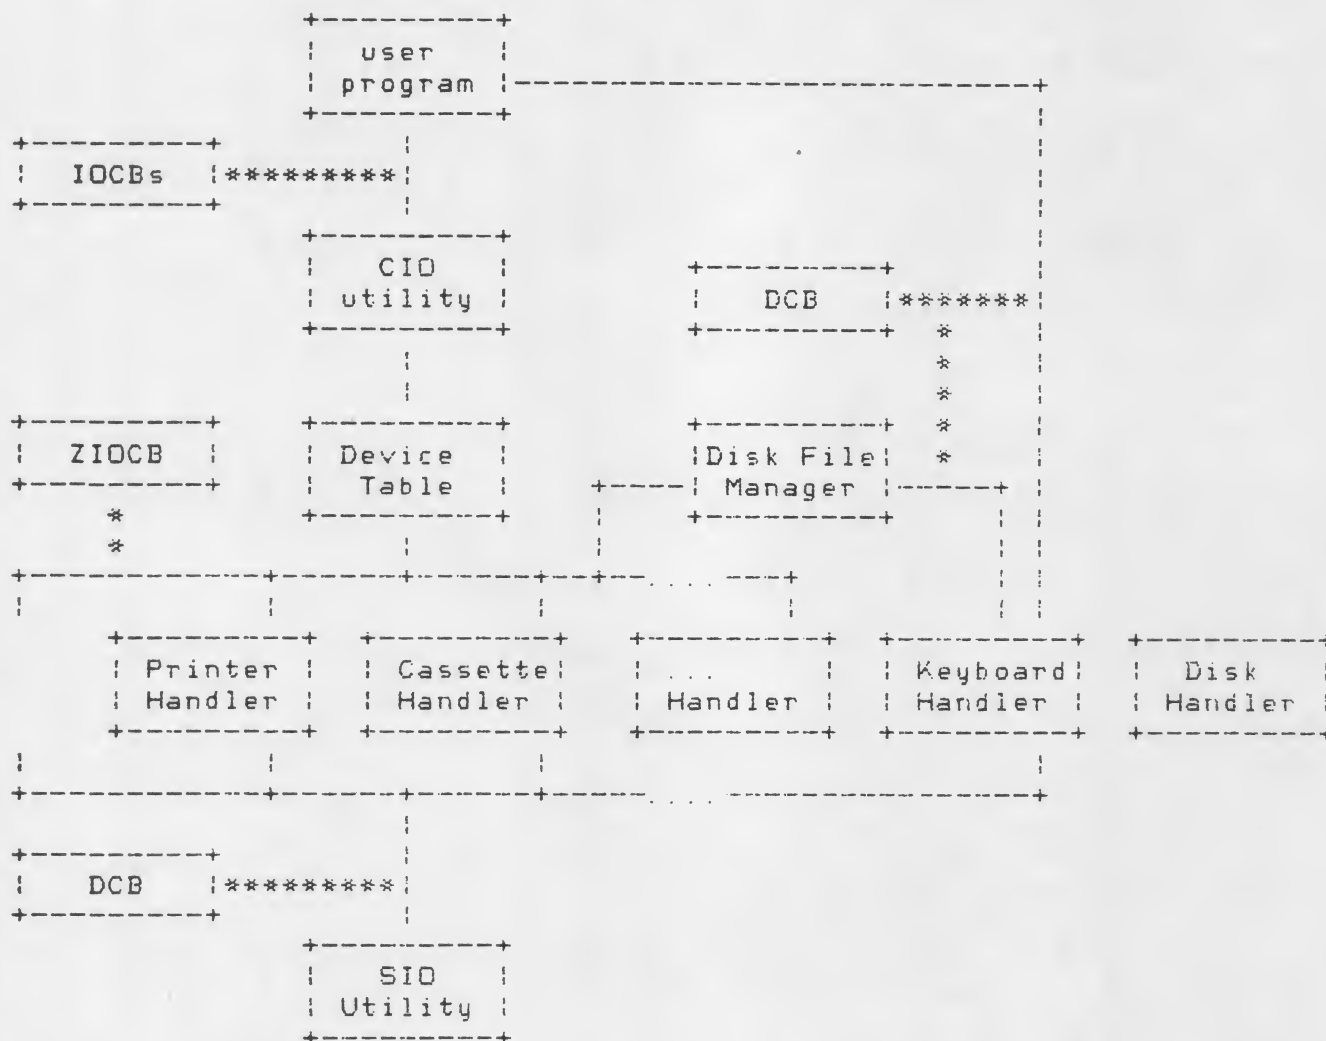 user
program
IOCBs
CIO
utility
DCB
ZIOCB
Device
Table
Disk File
Manager
Printer
Handler
Cassette
Handler
...
Handler
Keyboard
Handler
Disk
Handler
DCB
SIO
Utility